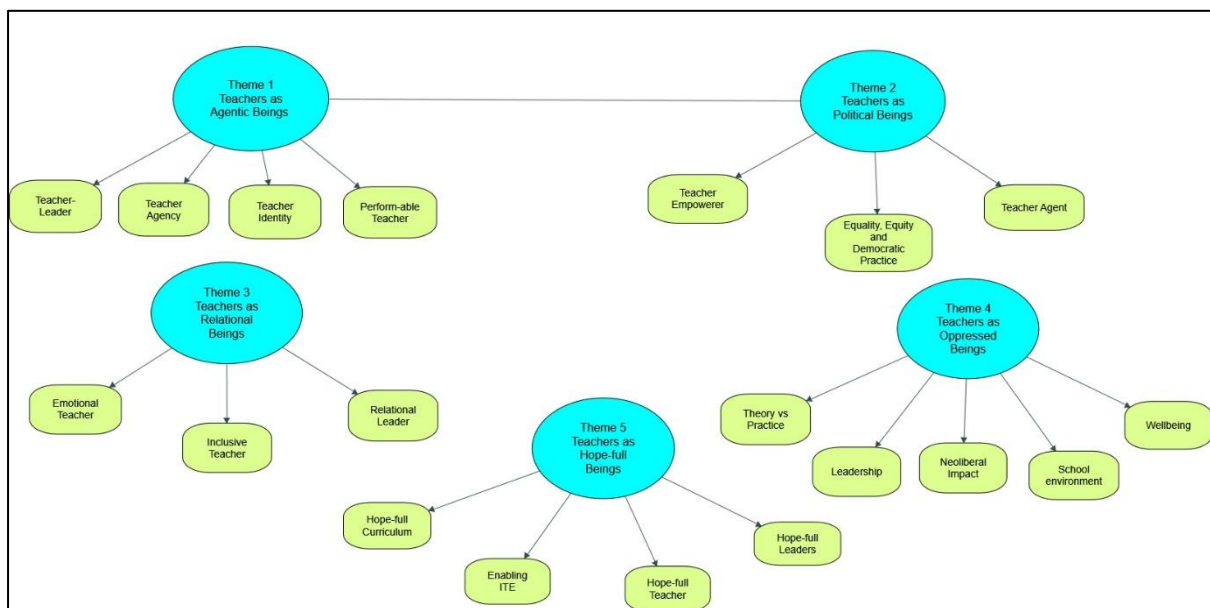 Theme 1
Teachers as
Agentic Beings
Theme 2
Teachers as
Political Beings
Teacher-
Leader
Teacher
Agency
Teacher
Identity
Perform-able
Teacher
Teacher
Empowerer
Equality, Equity
and
Democratic
Practice
Teacher Agent
Theme 3
Teachers as
Relational
Beings
Theme 4
Teachers as
Oppressed
Beings
Emotional
Teacher
Inclusive
Teacher
Relational
Leader
Theory vs
Practice
Leadership
Neoliberal
Impact
School
environment
Wellbeing
Theme 5
Teachers as
Hope-full
Beings
Hope-full
Curriculum
Enabling
ITE
Hope-full
Teacher
Hope-full
Leaders